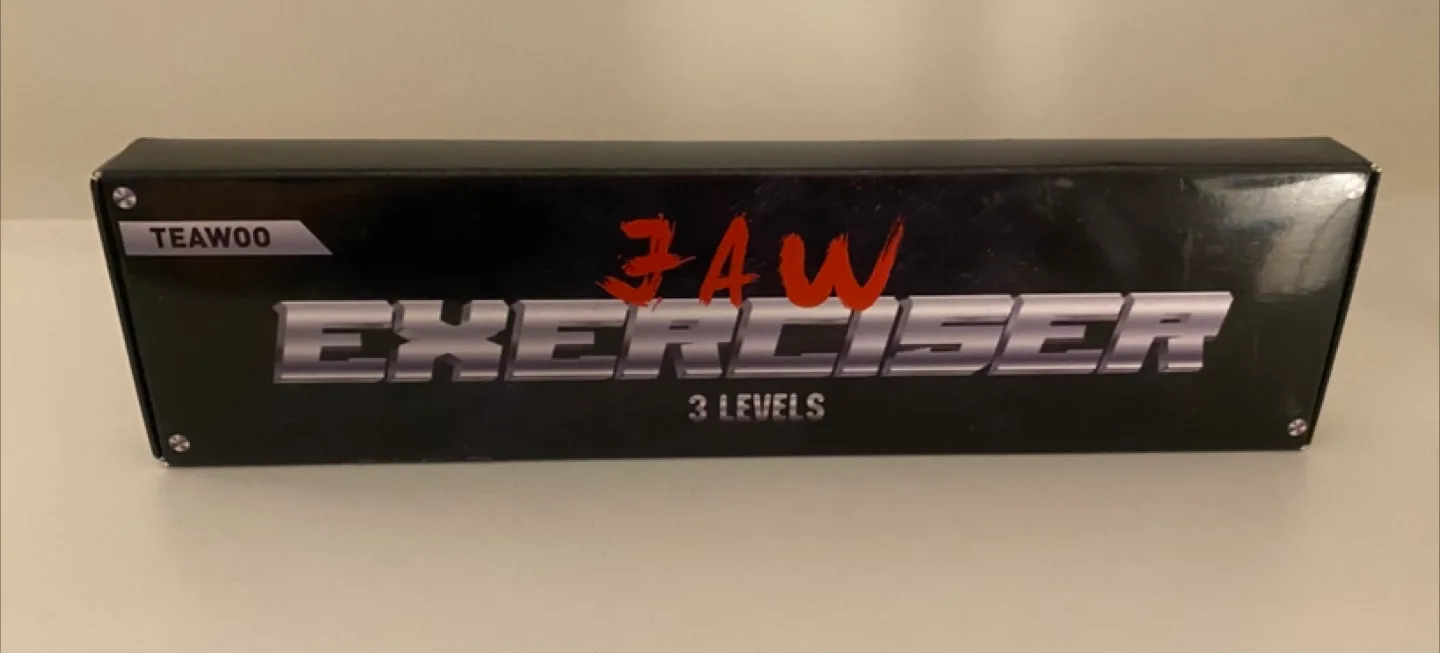 TEAWOO
JAW
EXERCISER
3 LEVELS